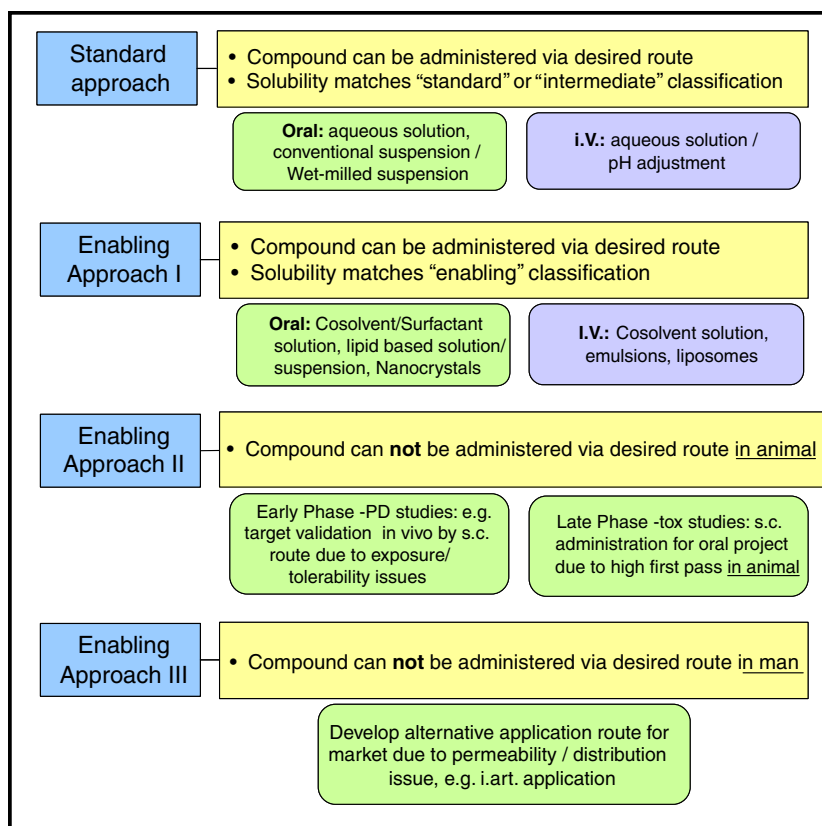 Standard
approach
• Compound can be administered via desired route
• Solubility matches “standard” or “intermediate” classification
Oral: aqueous solution,
conventional suspension /
Wet-milled suspension
i.V.: aqueous solution /
pH adjustment
Enabling
Approach I
• Compound can be administered via desired route
• Solubility matches “enabling” classification
Oral: Cosolvent/Surfactant
solution, lipid based solution/
suspension, Nanocrystals
I.V.: Cosolvent solution,
emulsions, liposomes
Enabling
Approach II
• Compound can not be administered via desired route in animal
Early Phase -PD studies: e.g.
target validation in vivo by s.c.
route due to exposure/
tolerability issues
Late Phase -tox studies: s.c.
administration for oral project
due to high first pass in animal
Enabling
Approach III
• Compound can not be administered via desired route in man
Develop alternative application route for
market due to permeability / distribution
issue, e.g. i.art. application